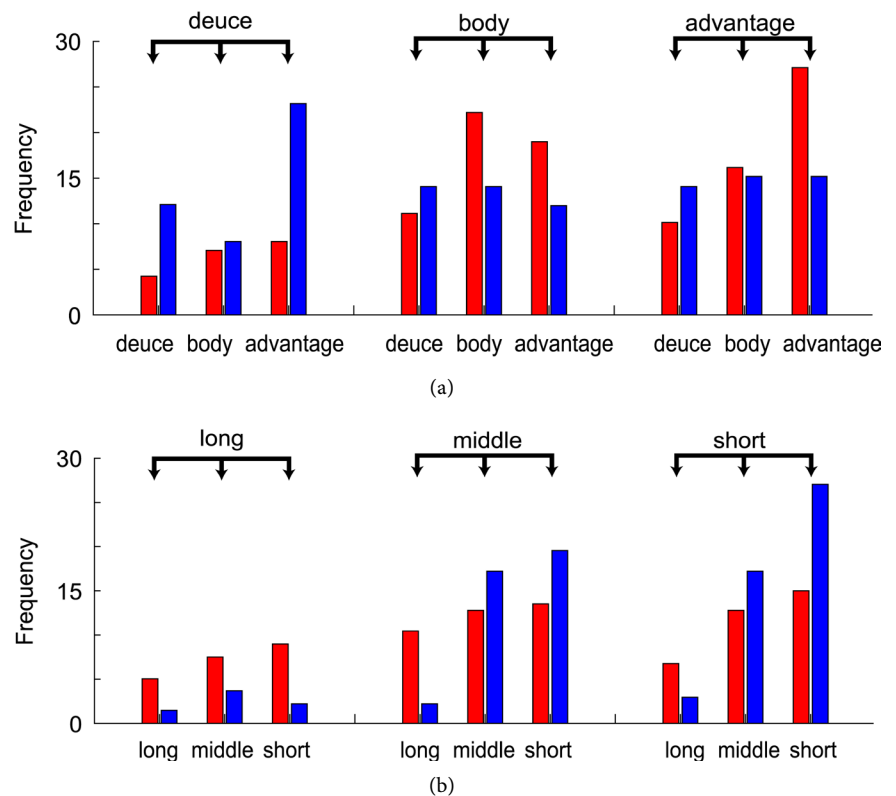 deuce body advantage
30
15
0
Frequency
deuce body advantage deuce body advantage deuce body advantage
(a)
long middle short
30
15
0
Frequency
long middle short long middle short long middle short
(b)